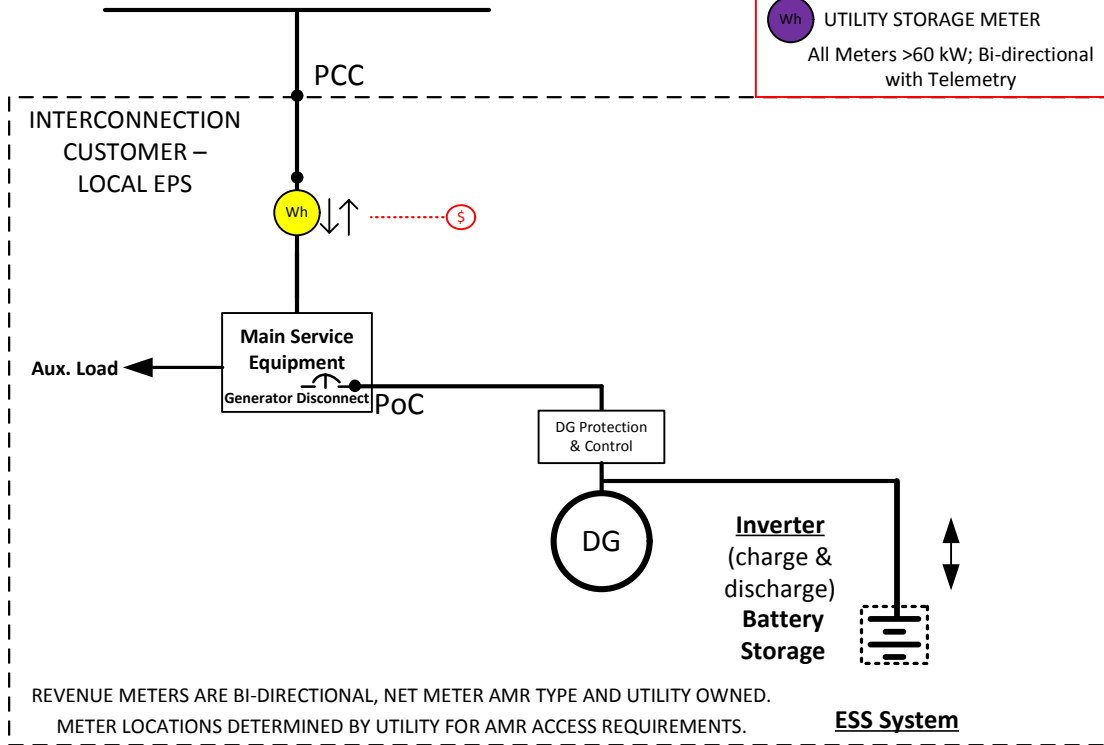 Wh
UTILITY STORAGE METER
All Meters >60 kW; Bi-directional
with Telemetry
PCC
INTERCONNECTION
CUSTOMER –
LOCAL EPS
Wh
$
Main Service
Equipment
Aux. Load
Generator Disconnect
PoC
DG Protection
& Control
DG
Inverter
(charge &
discharge)
Battery
Storage
REVENUE METERS ARE BI-DIRECTIONAL, NET METER AMR TYPE AND UTILITY OWNED.
METER LOCATIONS DETERMINED BY UTILITY FOR AMR ACCESS REQUIREMENTS.
ESS System